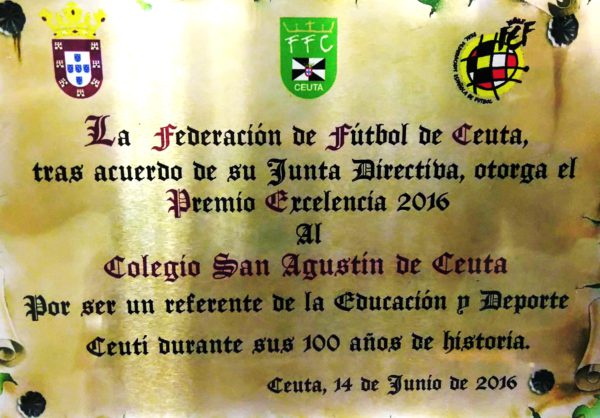 FFC
CEUTA
RFEF
La Federación de Fútbol de Ceuta,
tras acuerdo de su Junta Directiva, otorga el
Premio Excelencia 2016
Al
Colegio San Agustín de Ceuta
Por ser un referente de la Educación y Deporte
Ceutí durante sus 100 años de historia.
Ceuta, 14 de Junio de 2016